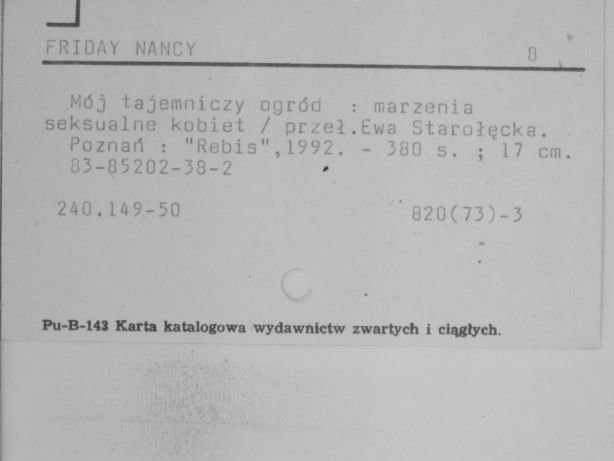 FRIDAY NANCY 8
Mój tajemniczy ogród : marzenia
seksualne kobiet / przeł.Ewa Starołęcka.
Poznań : "Rebis",1992. - 380 s. ; 17 cm.
83-85202-38-2
240.149-50 820(73)-3
Pu-B-143 Karta katalogowa wydawnictw zwartych i ciągłych.